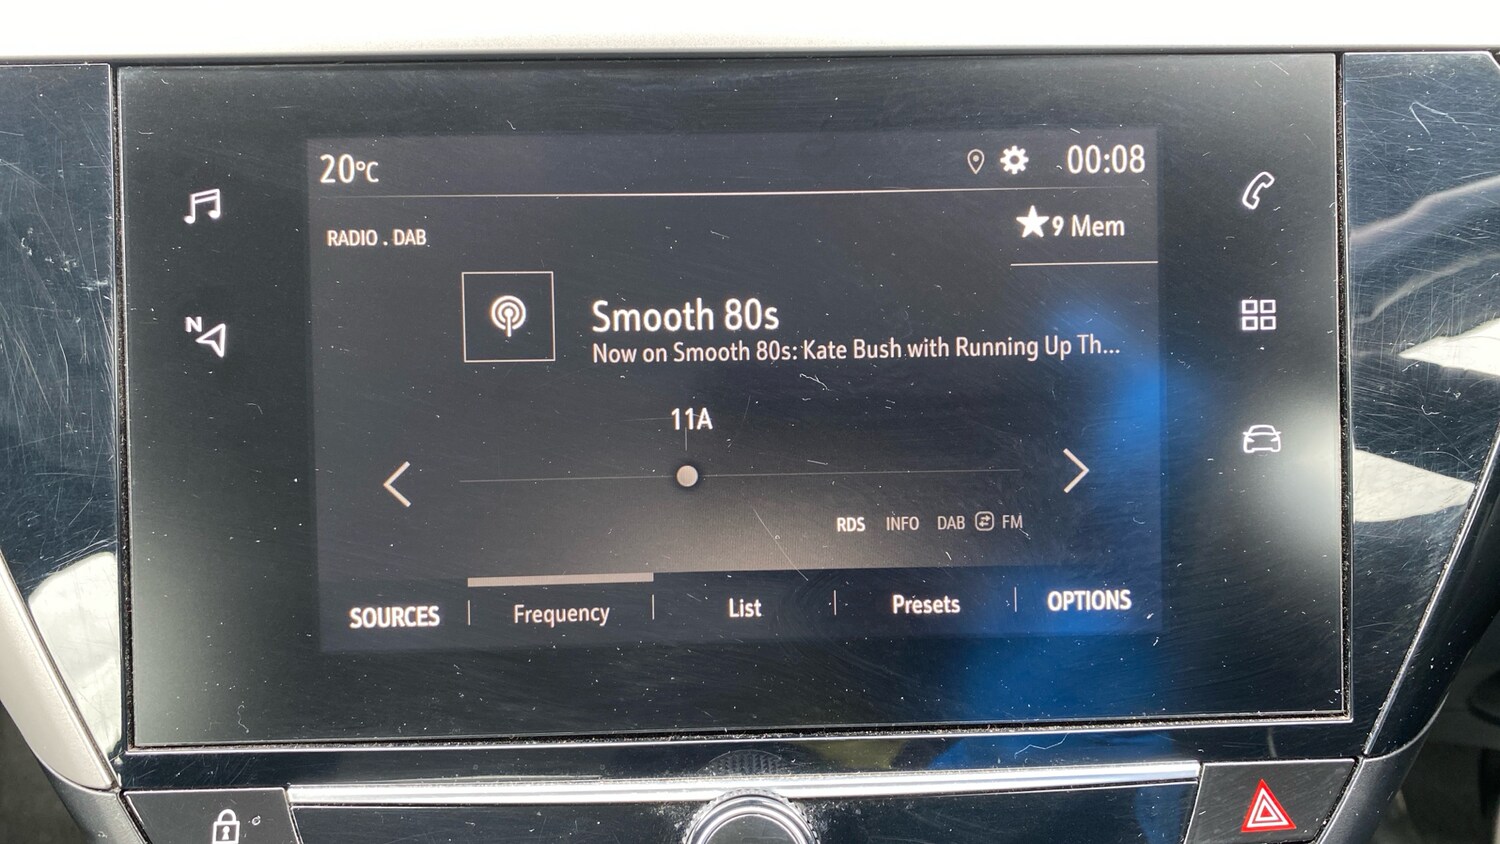 20°C 00:08
RADIO . DAB
9 Mem
Smooth 80s
Now on Smooth 80s: Kate Bush with Running Up Th...
N
11A
RDS INFO DAB FM
SOURCES Frequency List Presets OPTIONS